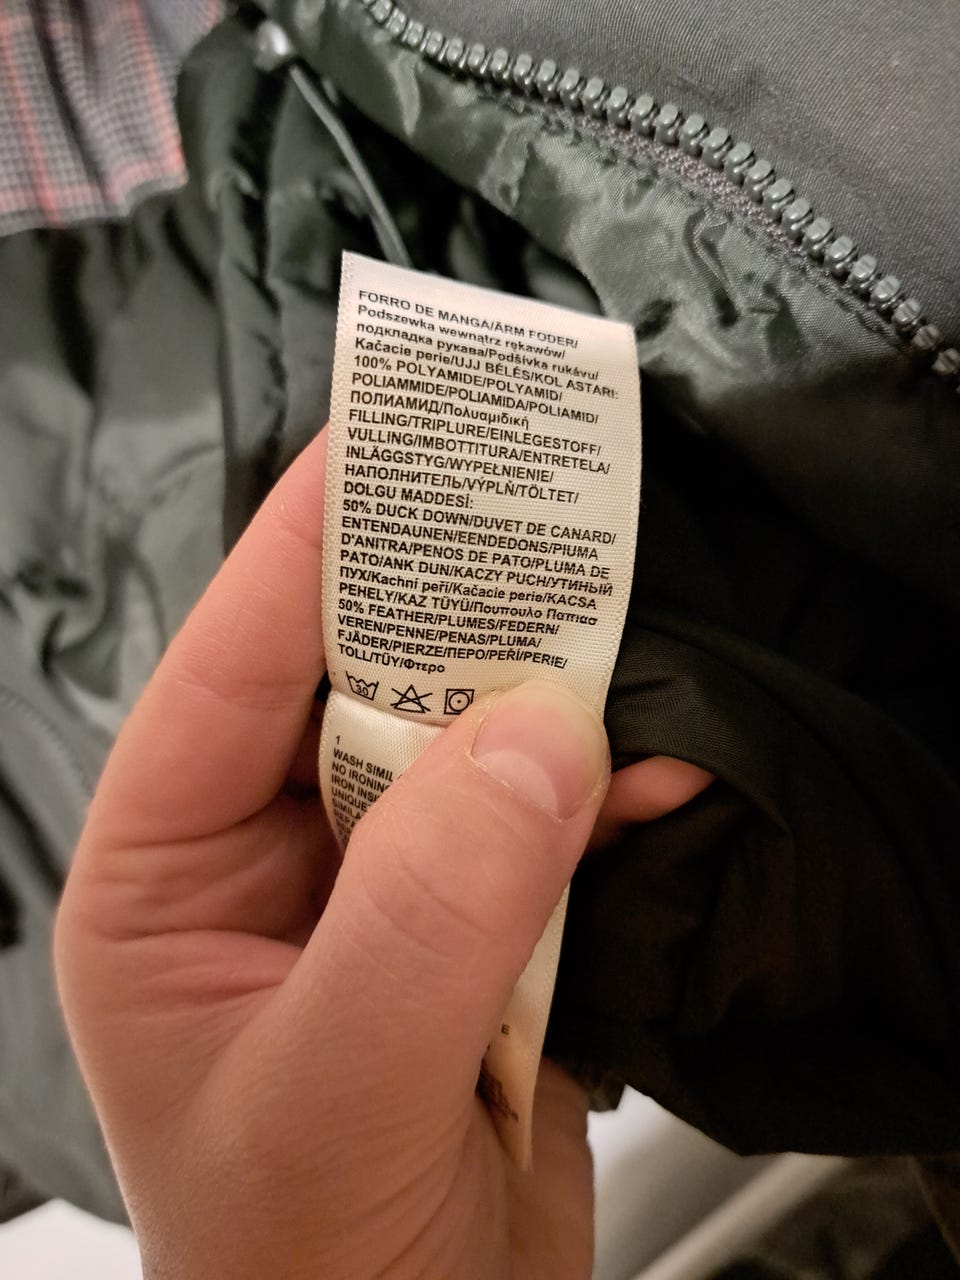 FORRO DE MANGA/ÄRM FODER/
Podszewka wewnątrz rękawów/
подкладка рукава/Podšívka rukávu/
Kačacie perie/UJJ BÉLÉS/KOL ASTARI:
100% POLYAMIDE/POLYAMID/
POLIAMMIDE/POLIAMIDA/POLIAMID/
ПОЛИАМИД/Πολυαμιδική
FILLING/TRIPLURE/EINLEGESTOFF/
VULLING/IMBOTTITURA/ENTRETELA/
INLÄGGSTYG/WYPEŁNIENIE/
НАПОЛНИТЕЛЬ/VÝPLŇ/TÖLTET/
DOLGU MADDESİ:
50% DUCK DOWN/DUVET DE CANARD/
ENTENDAUNEN/EENDEDONS/PIUMA
D'ANITRA/PENOS DE PATO/PLUMA DE
PATO/ANK DUN/KACZY PUCH/УТИНЫЙ
ПУХ/Kachní peří/Kačacie perie/KACSA
PEHELY/KAZ TÜYÜ/Πουπουλο Παπιασ
50% FEATHER/PLUMES/FEDERN/
VEREN/PENNE/PENAS/PLUMA/
FJÄDER/PIERZE/ПЕРО/PEŘÍ/PERIE/
TOLL/TÜY/Φτερο
30
1
WASH SIMIL
NO IRONING
IRON INSI
UNIQUE
SIMILA